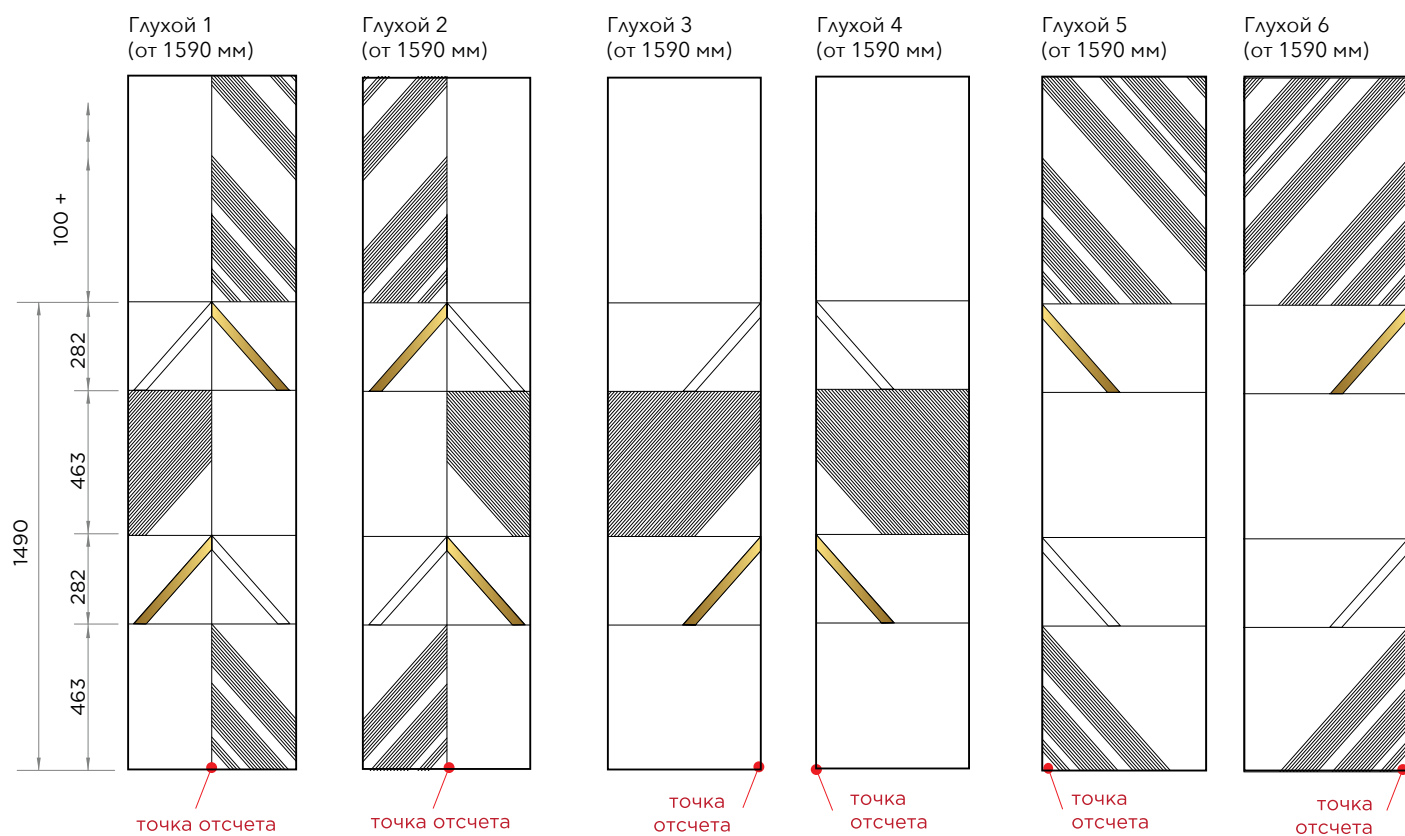 Глухой 1
(от 1590 мм)
Глухой 2
(от 1590 мм)
Глухой 3
(от 1590 мм)
Глухой 4
(от 1590 мм)
Глухой 5
(от 1590 мм)
Глухой 6
(от 1590 мм)
100 +
282
463
1490
282
463
точка отсчета
точка отсчета
точка
отсчета
точка
отсчета
точка
отсчета
точка
отсчета